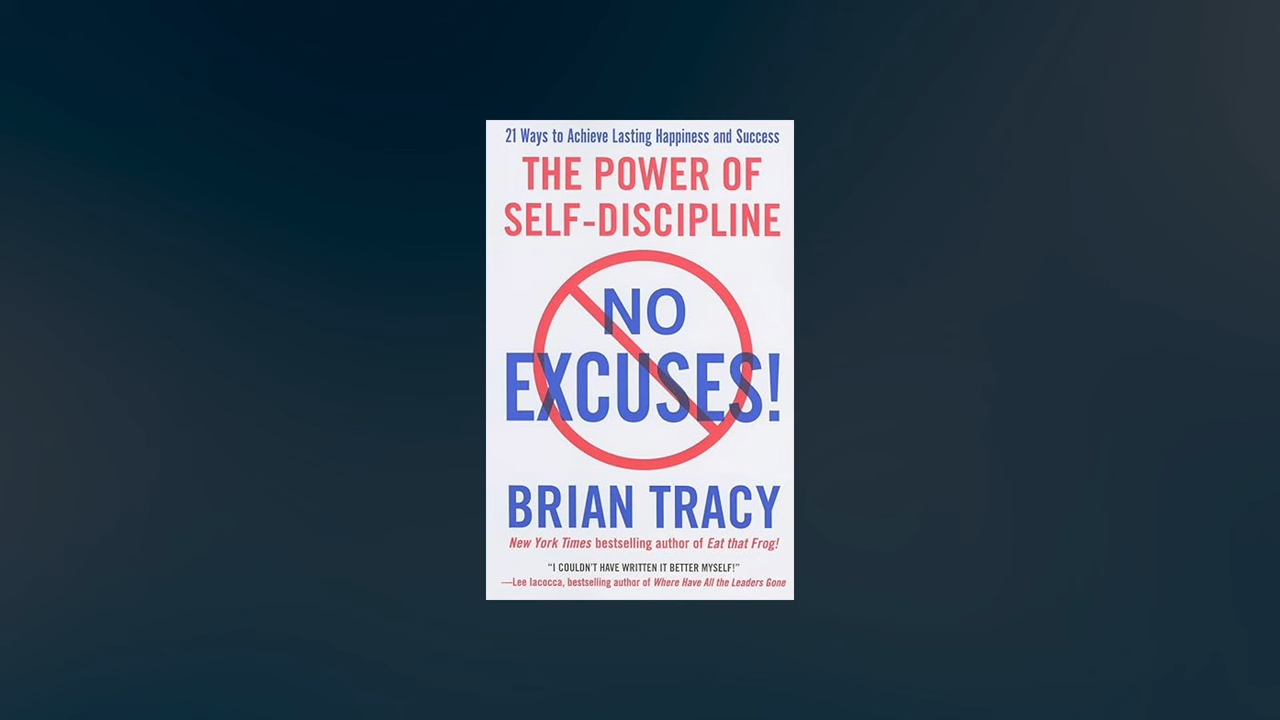 21 Ways to Achieve Lasting Happiness and Success
THE POWER OF
SELF-DISCIPLINE
NO
EXCUSES!
BRIAN TRACY
New York Times bestselling author of Eat that Frog!
“I COULDN’T HAVE WRITTEN IT BETTER MYSELF!”
—Lee Iacocca, bestselling author of Where Have All the Leaders Gone